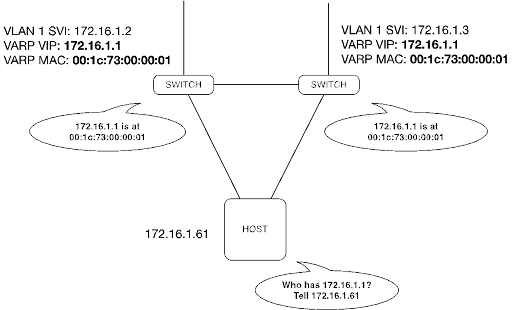 VLAN 1 SVI: 172.16.1.2
VARP VIP: 172.16.1.1
VARP MAC: 00:1c:73:00:00:01
VLAN 1 SVI: 172.16.1.3
VARP VIP: 172.16.1.1
VARP MAC: 00:1c:73:00:00:01
SWITCH
SWITCH
172.16.1.1 is at
00:1c:73:00:00:01
172.16.1.1 is at
00:1c:73:00:00:01
172.16.1.61
HOST
Who has 172.16.1.1?
Tell 172.16.1.61